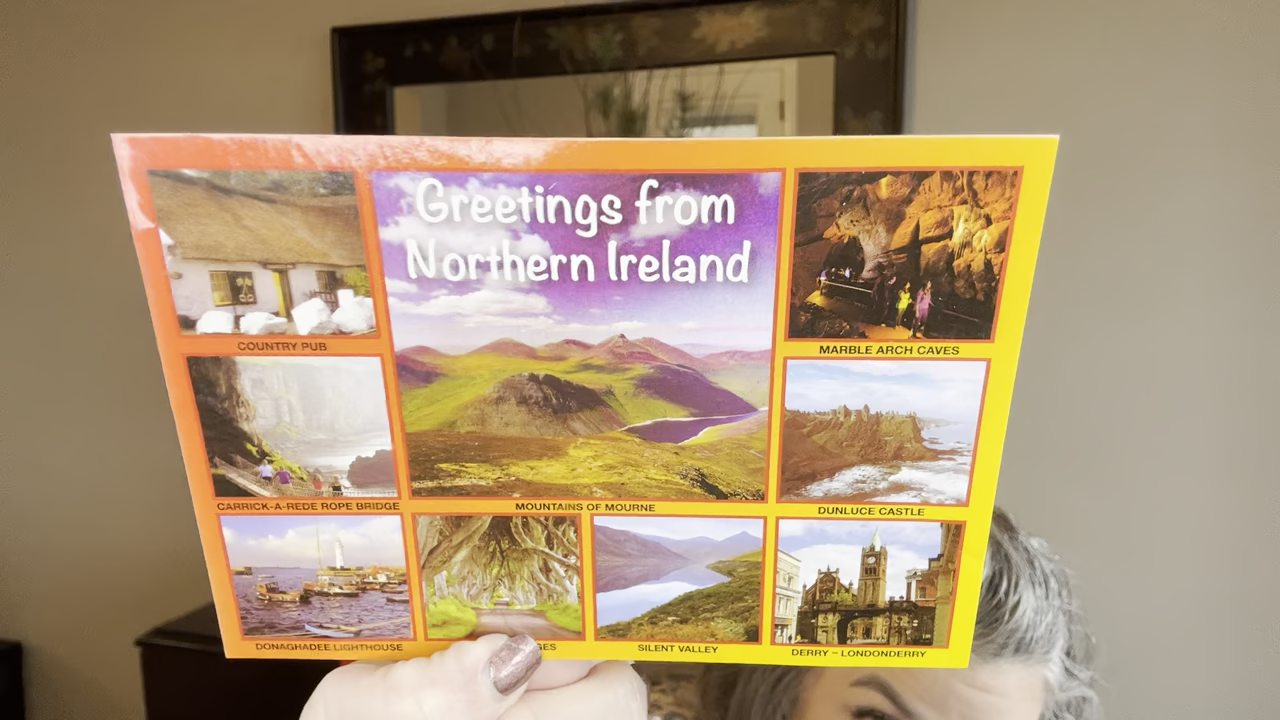 Greetings from
Northern Ireland
COUNTRY PUB
MARBLE ARCH CAVES
CARRICK-A-REDE ROPE BRIDGE
MOUNTAINS OF MOURNE
DUNLUCE CASTLE
DONAGHADEE LIGHTHOUSE
SILENT VALLEY
DERRY – LONDONDERRY